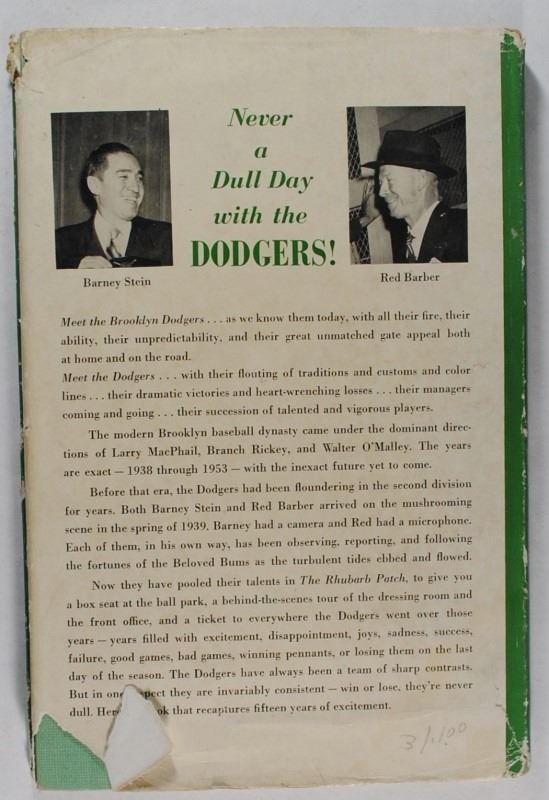 Never
a
Dull Day
with the
DODGERS!
Barney Stein
Red Barber
Meet the Brooklyn Dodgers . . . as we know them today, with all their fire, their
ability, their unpredictability, and their great unmatched gate appeal both
at home and on the road.
Meet the Dodgers . . . with their flouting of traditions and customs and color
lines . . . their dramatic victories and heart-wrenching losses . . . their managers
coming and going . . . their succession of talented and vigorous players.
The modern Brooklyn baseball dynasty came under the dominant direc-
tions of Larry MacPhail, Branch Rickey, and Walter O'Malley. The years
are exact — 1938 through 1953 — with the inexact future yet to come.
Before that era, the Dodgers had been floundering in the second division
for years. Both Barney Stein and Red Barber arrived on the mushrooming
scene in the spring of 1939. Barney had a camera and Red had a microphone.
Each of them, in his own way, has been observing, reporting, and following
the fortunes of the Beloved Bums as the turbulent tides ebbed and flowed.
Now they have pooled their talents in The Rhubarb Patch, to give you
a box seat at the ball park, a behind-the-scenes tour of the dressing room and
the front office, and a ticket to everywhere the Dodgers went over those
years — years filled with excitement, disappointment, joys, sadness, success,
failure, good games, bad games, winning pennants, or losing them on the last
day of the season. The Dodgers have always been a team of sharp contrasts.
But in one spect they are invariably consistent — win or lose, they're never
dull. Her ok that recaptures fifteen years of excitement.